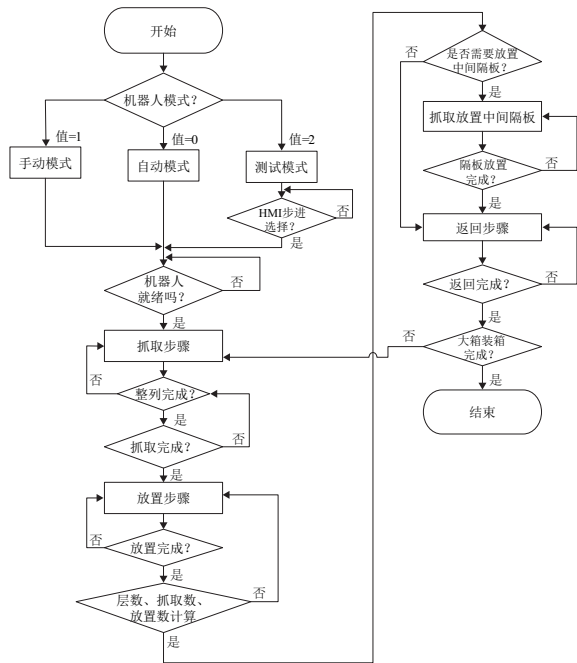 开始
机器人模式？
值=1
值=0
值=2
手动模式
自动模式
测试模式
HMI步进
选择？
否
是
机器人
就绪吗？
否
是
抓取步骤
整列完成？
否
是
抓取完成？
否
是
放置步骤
放置完成？
否
是
层数、抓取数、
放置数计算
否
是
是否需要放置
中间隔板？
否
是
抓取放置中间隔板
隔板放置
完成？
否
是
返回步骤
返回完成？
否
是
大箱装箱
完成？
否
是
结束